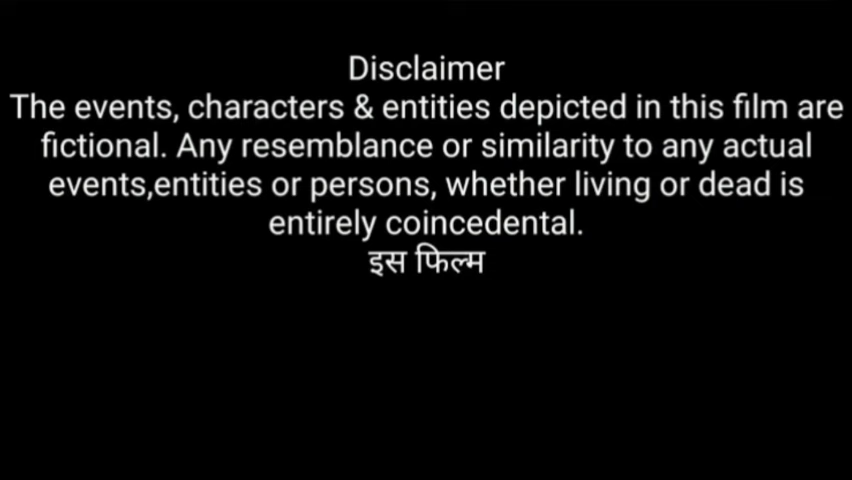 Disclaimer
The events, characters & entities depicted in this film are
fictional. Any resemblance or similarity to any actual
events,entities or persons, whether living or dead is
entirely coincedental.
इस फिल्म